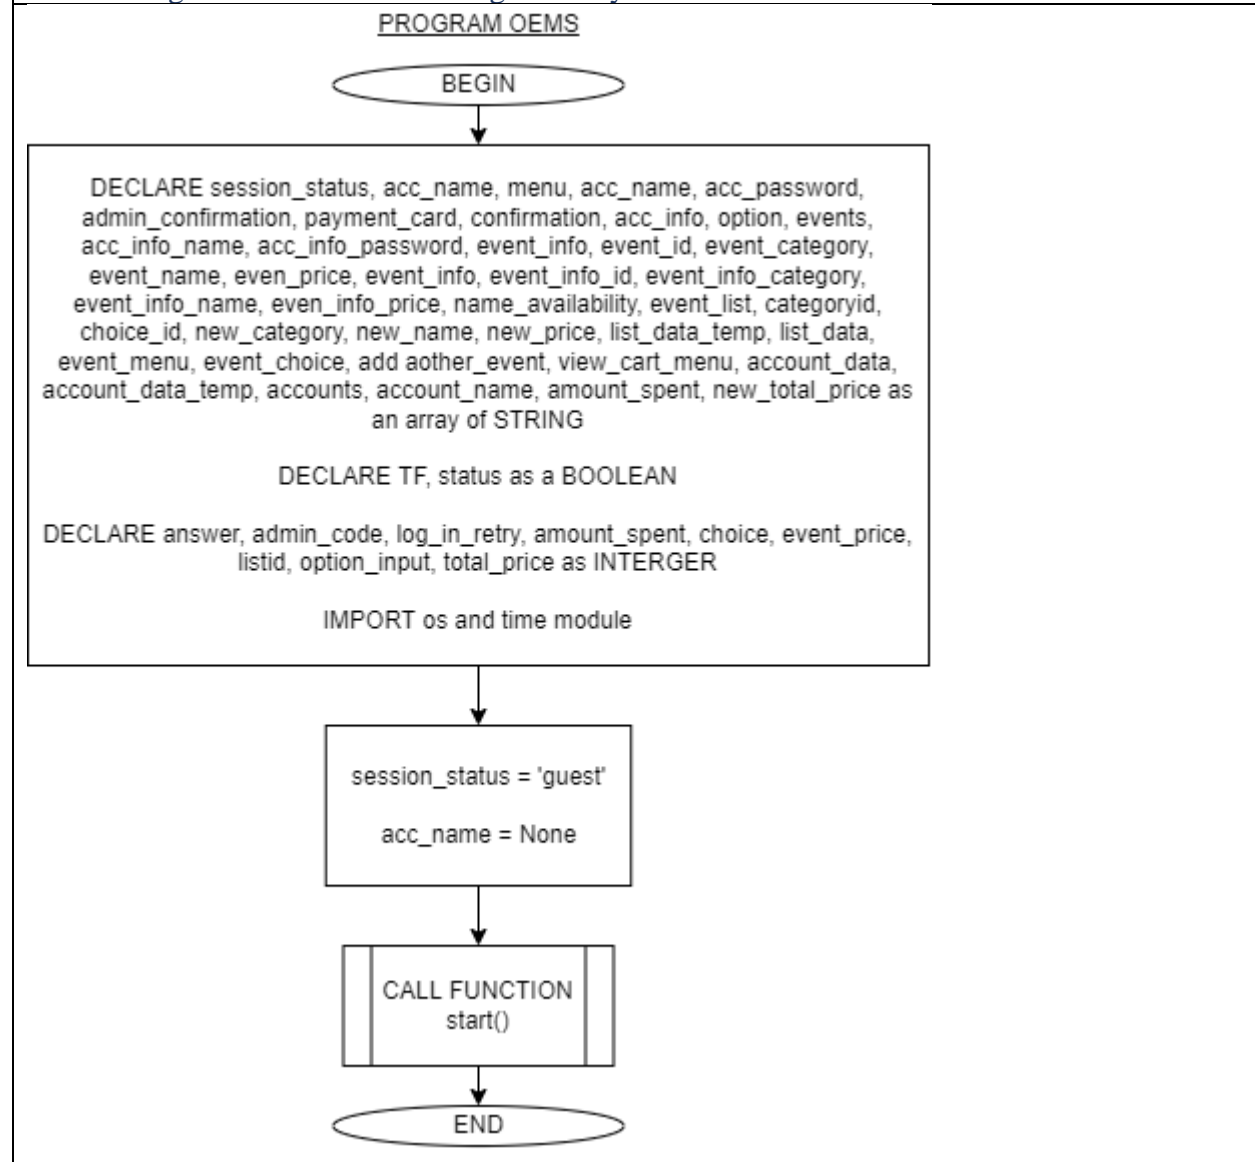 PROGRAM OEMS
BEGIN
DECLARE session_status, acc_name, menu, acc_name, acc_password,
admin_confirmation, payment_card, confirmation, acc_info, option, events,
acc_info_name, acc_info_password, event_info, event_id, event_category,
event_name, even_price, event_info, event_info_id, event_info_category,
event_info_name, even_info_price, name_availability, event_list, categoryid,
choice_id, new_category, new_name, new_price, list_data_temp, list_data,
event_menu, event_choice, add aother_event, view_cart_menu, account_data,
account_data_temp, accounts, account_name, amount_spent, new_total_price as
an array of STRING
DECLARE TF, status as a BOOLEAN
DECLARE answer, admin_code, log_in_retry, amount_spent, choice, event_price,
listid, option_input, total_price as INTERGER
IMPORT os and time module
session_status = 'guest'
acc_name = None
CALL FUNCTION
start()
END